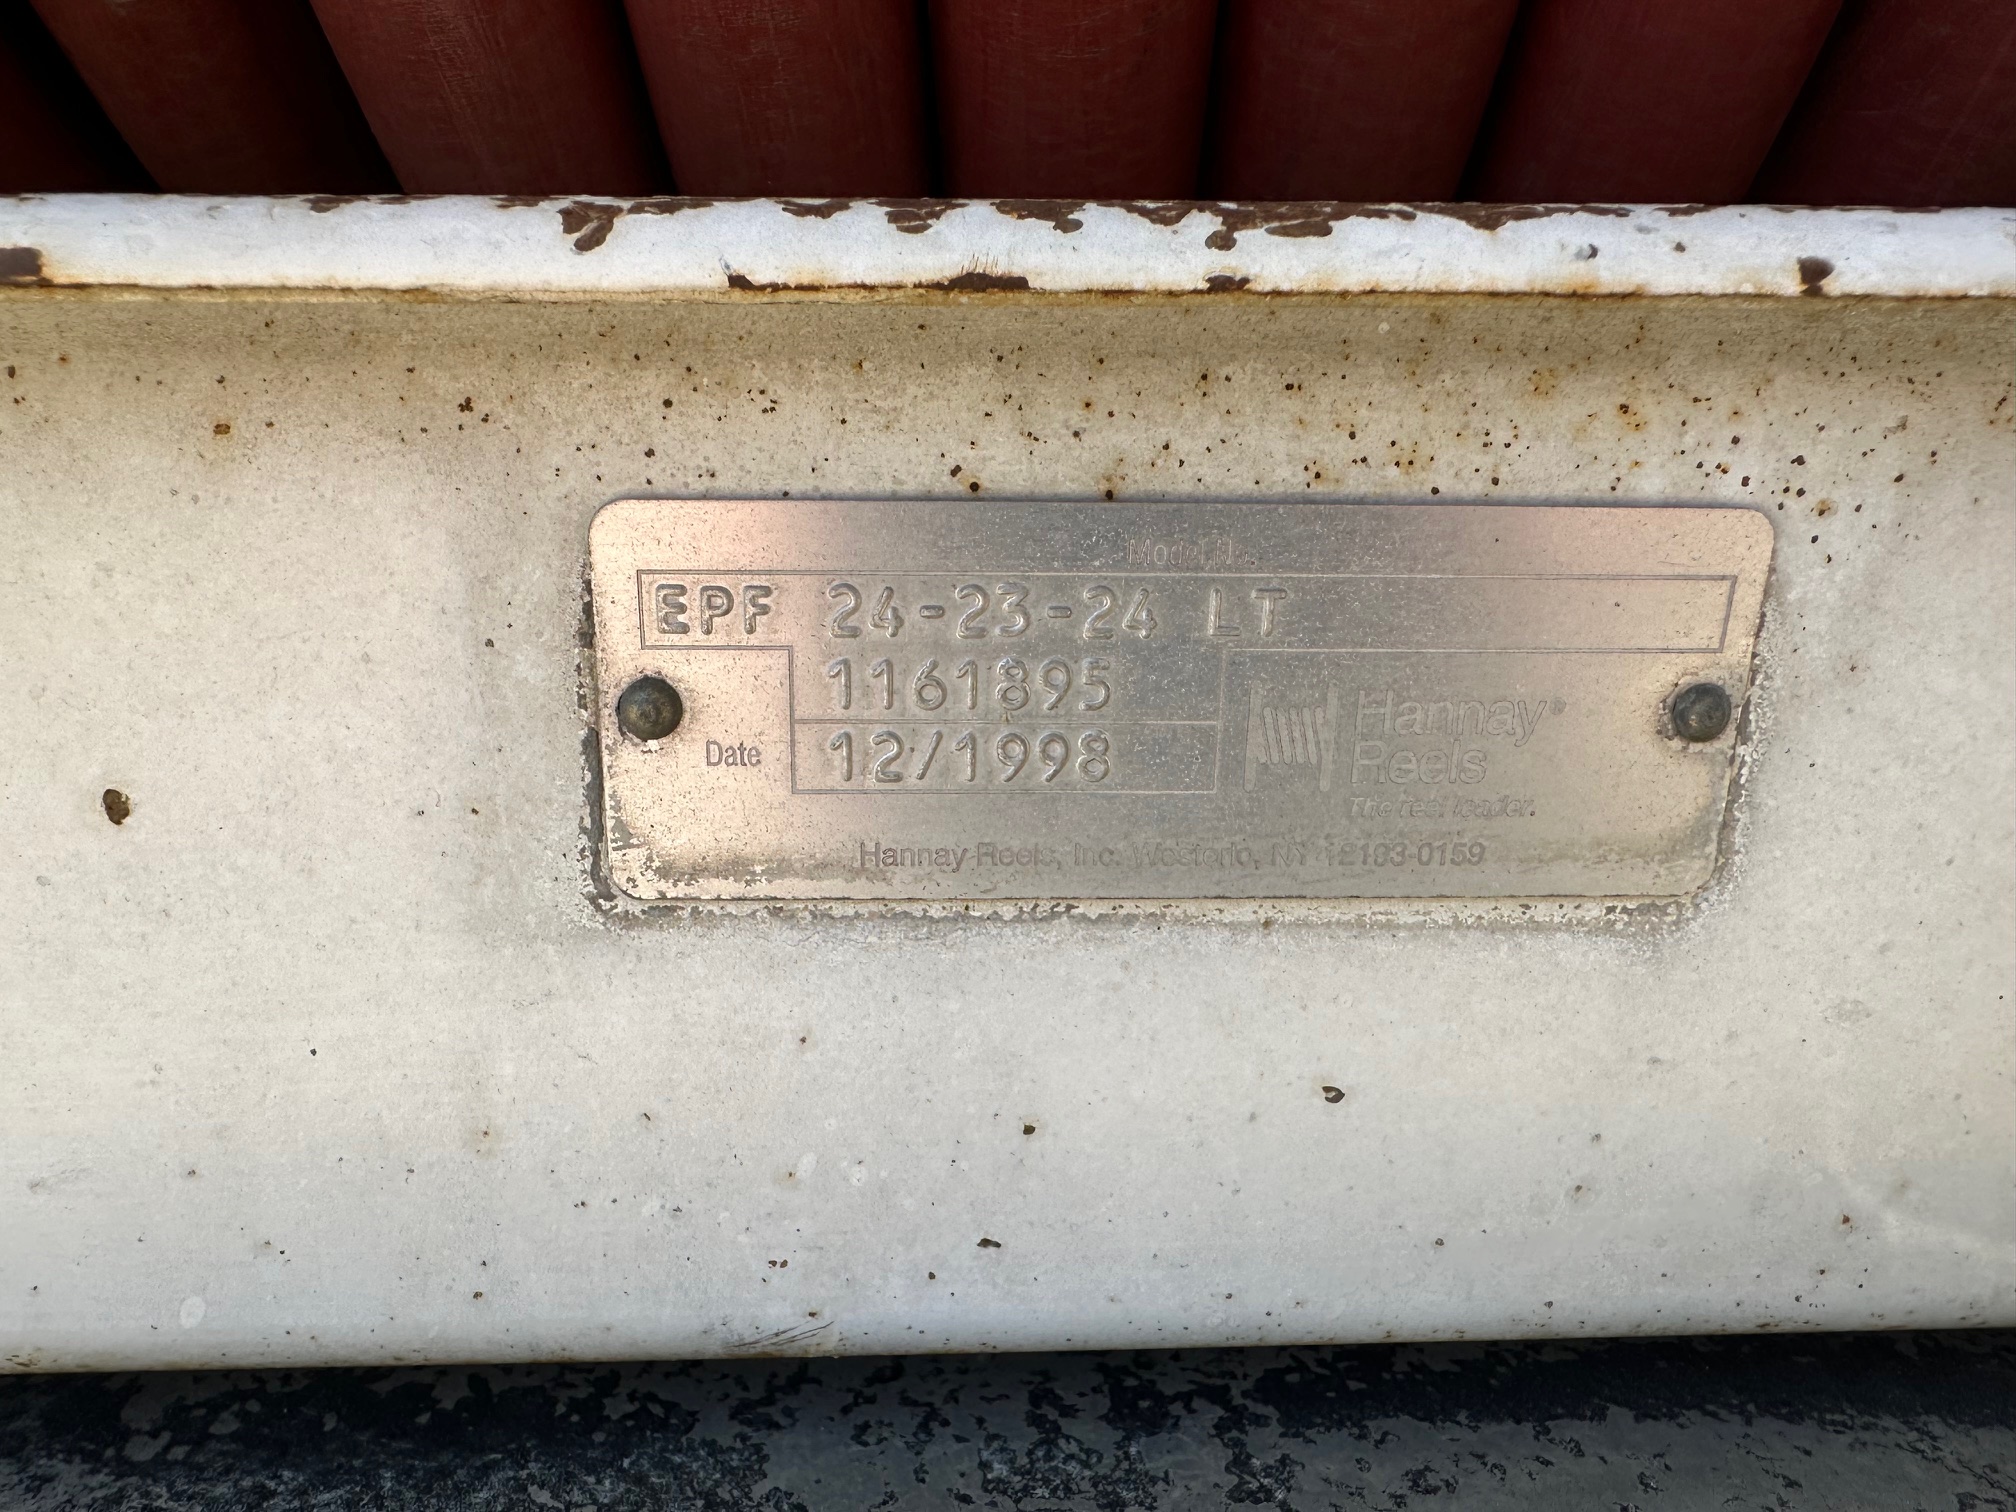 Model No.
EPF 24-23-24 LT
1161895
Date 12/1998
Hannay®
Reels
The reel leader.
Hannay Reels, Inc. Westerlo, NY 12193-0159